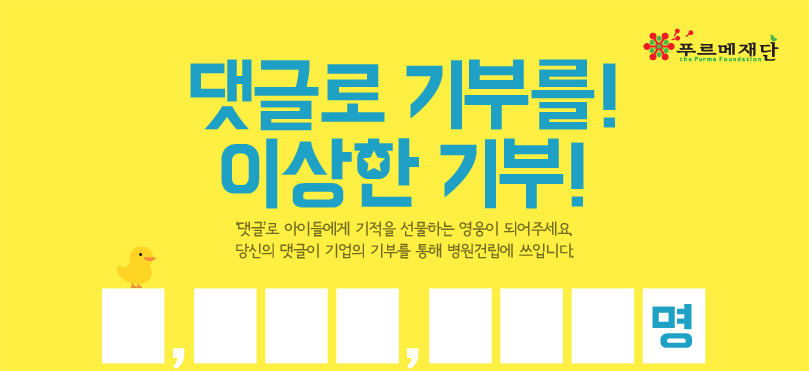 푸르메재단
the Purme Foundation
댓글로 기부를!
이상한 기부!
'댓글'로 아이들에게 기적을 선물하는 영웅이 되어주세요.
당신의 댓글이 기업의 기부를 통해 병원건립에 쓰입니다.
, , 명